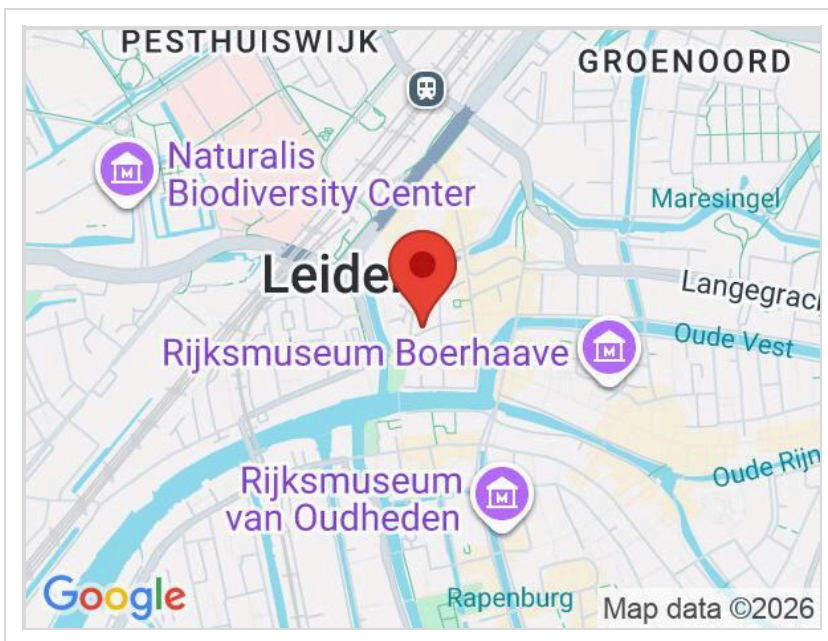 PESTHUISWIJK
GROENOORD
Naturalis
Biodiversity Center
Maresingel
Leide
Langegrac
Rijksmuseum Boerhaave
Oude Vest
Rijksmuseum
van Oudheden
Oude Rijn
Rapenburg
Google
Map data ©2026